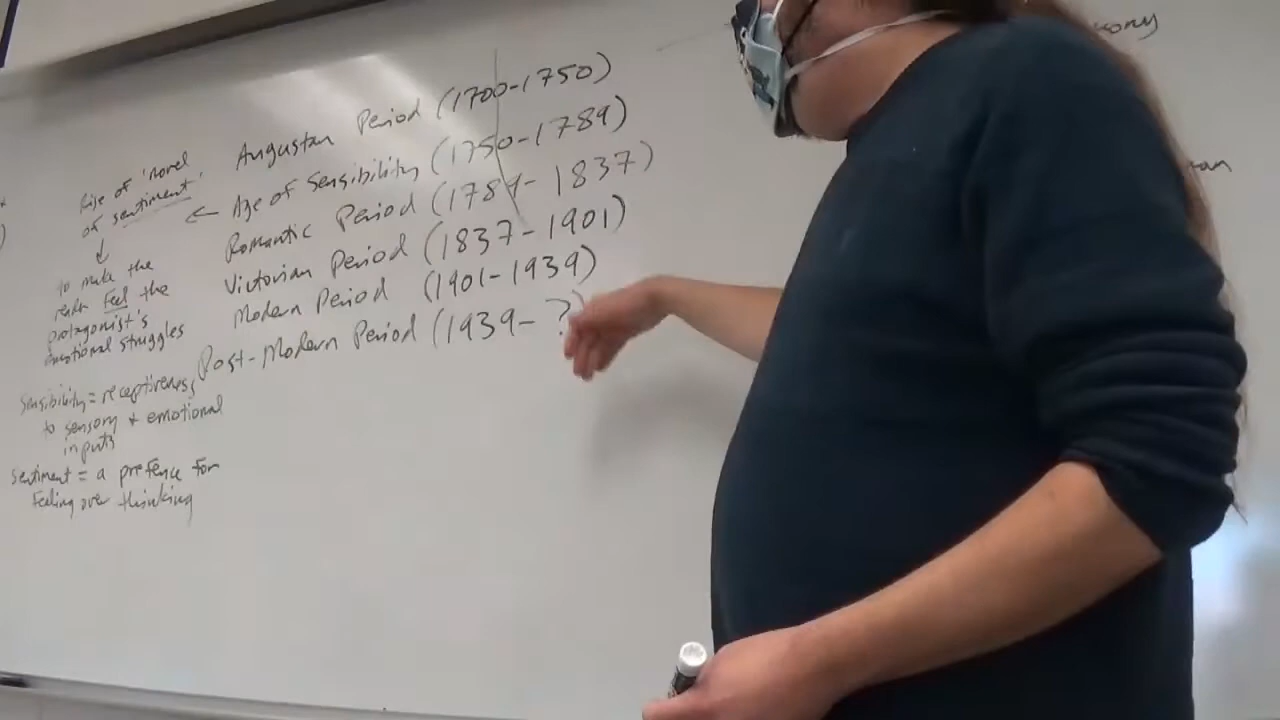 Augustan Period (1700-1750)
Age of Sensibility (1750-1789)
Romantic Period (1789-1837)
Victorian Period (1837-1901)
Modern Period (1901-1939)
Post-Modern Period (1939-?)
Rise of 'novel
of sentiment'
to make the
feel the
protagonist's
emotional struggles
Sensibility = receptiveness
to sensory + emotional
inputs
Sentiment = a prefence for
Feeling over thinking